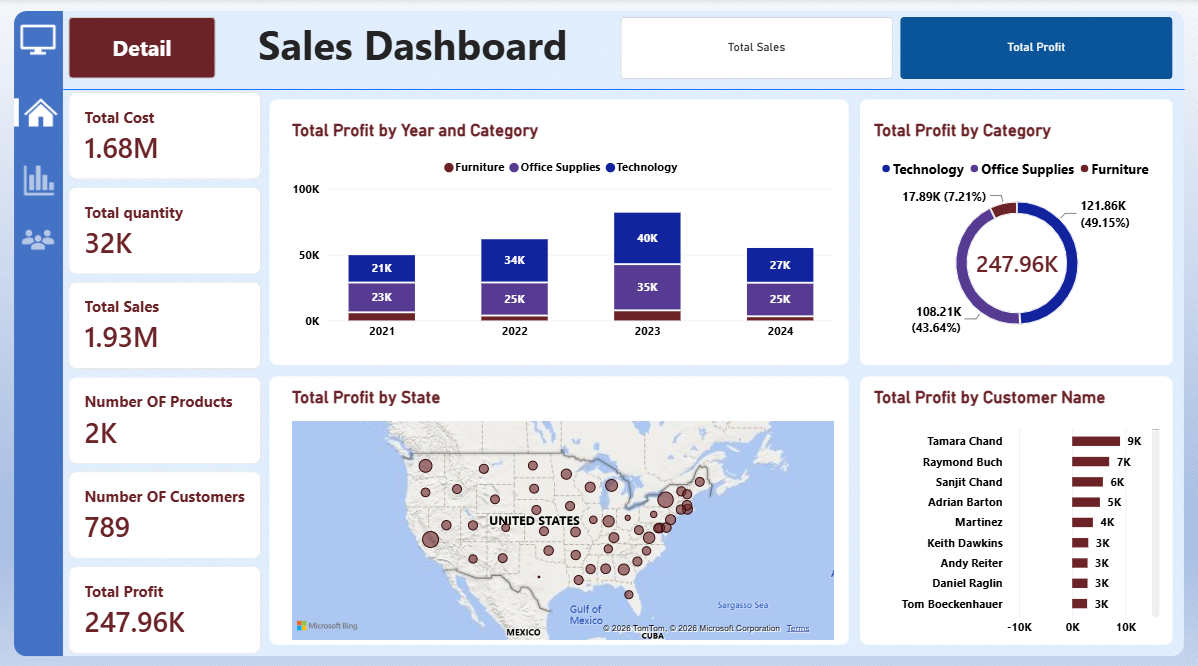 Detail
Sales Dashboard
Total Sales
Total Profit
Total Cost
1.68M
Total quantity
32K
Total Sales
1.93M
Number OF Products
2K
Number OF Customers
789
Total Profit
247.96K
Total Profit by Year and Category
Furniture Office Supplies Technology
100K
50K
0K
21K
23K
2021
34K
25K
2022
40K
35K
2023
27K
25K
2024
Total Profit by Category
Technology Office Supplies Furniture
17.89K (7.21%)
121.86K
(49.15%)
247.96K
108.21K
(43.64%)
Total Profit by State
UNITED STATES
Gulf of
Mexico
Sargasso Sea
MEXICO
CUBA
Microsoft Bing
© 2026 TomTom, © 2026 Microsoft Corporation Terms
Total Profit by Customer Name
Tamara Chand 9K
Raymond Buch 7K
Sanjit Chand 6K
Adrian Barton 5K
Martinez 4K
Keith Dawkins 3K
Andy Reiter 3K
Daniel Raglin 3K
Tom Boeckenhauer 3K
-10K 0K 10K